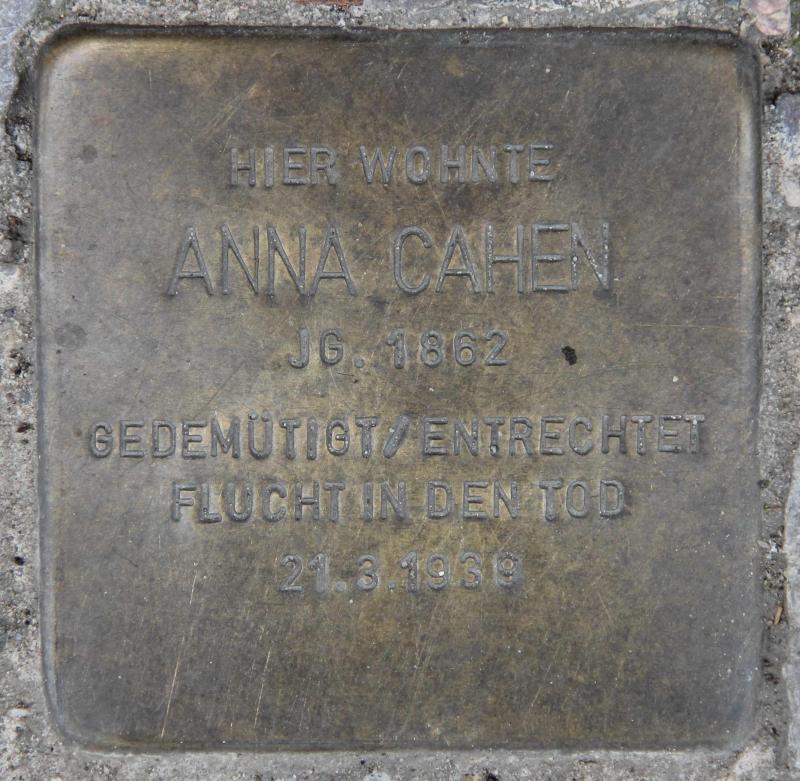 HIER WOHNTE
ANNA CAHEN
JG. 1862
GEDEMÜTIGT/ENTRECHTET
FLUCHT IN DEN TOD
21.3.1939